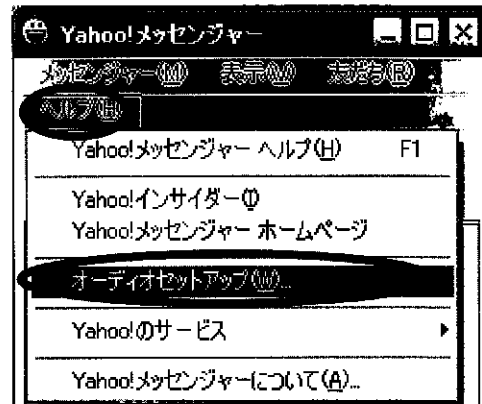 Yahoo!メッセンジャー
メッセンジャー(M) 表示(V) 友だち(R)
ヘルプ(H)
Yahoo!メッセンジャー ヘルプ(H) F1
Yahoo!インサイダー(I)
Yahoo!メッセンジャー ホームページ
オーディオセットアップ(W)...
Yahoo!のサービス
Yahoo!メッセンジャーについて(A)...